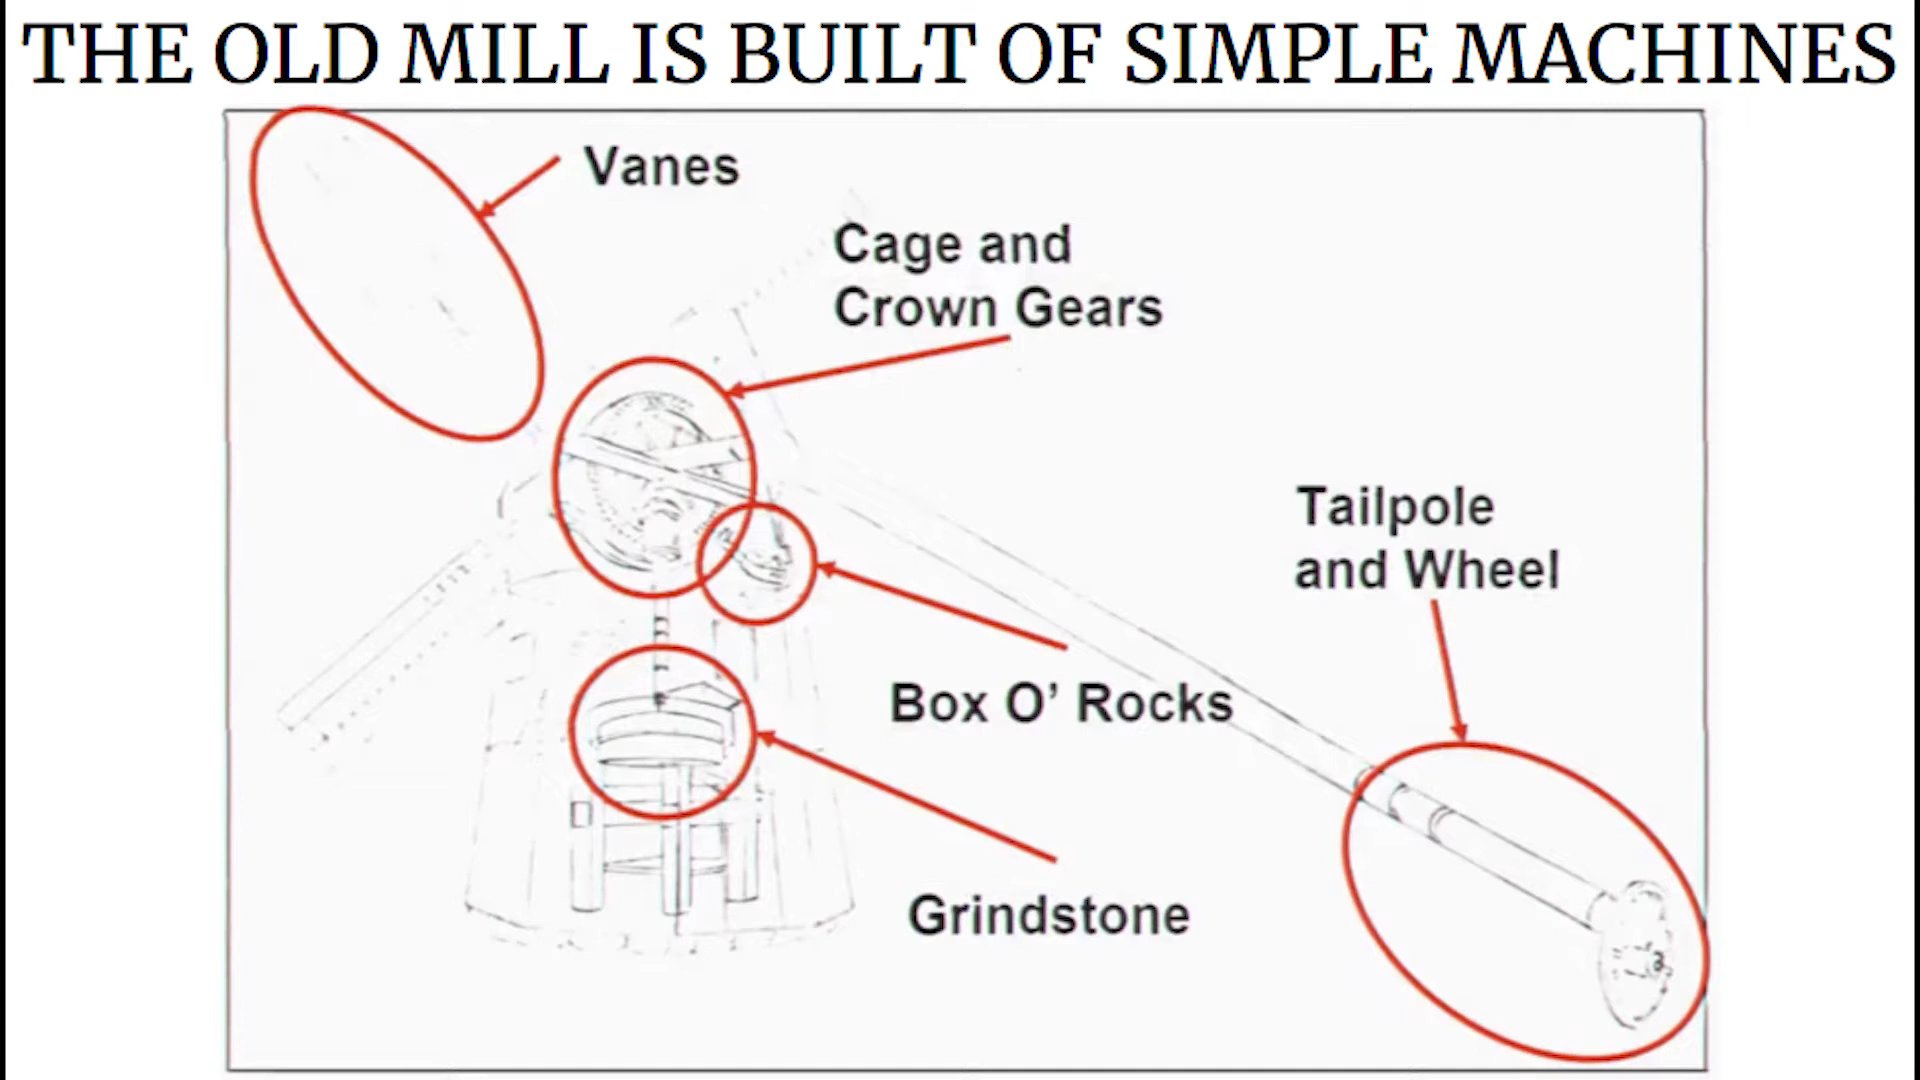 THE OLD MILL IS BUILT OF SIMPLE MACHINES
Vanes
Cage and
Crown Gears
Tailpole
and Wheel
Box O’ Rocks
Grindstone